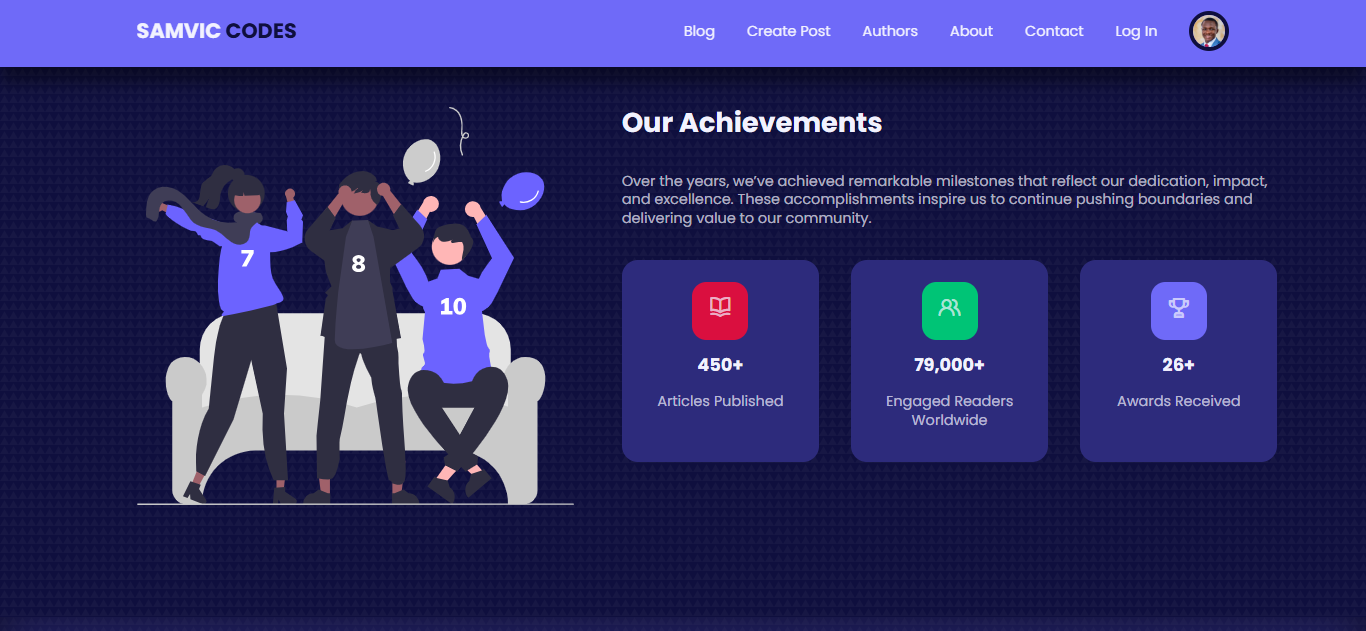 SAMVIC CODES
Blog
Create Post
Authors
About
Contact
Log In
Our Achievements
Over the years, we've achieved remarkable milestones that reflect our dedication, impact,
and excellence. These accomplishments inspire us to continue pushing boundaries and
delivering value to our community.
7
8
10
450+
Articles Published
79,000+
Engaged Readers
Worldwide
26+
Awards Received